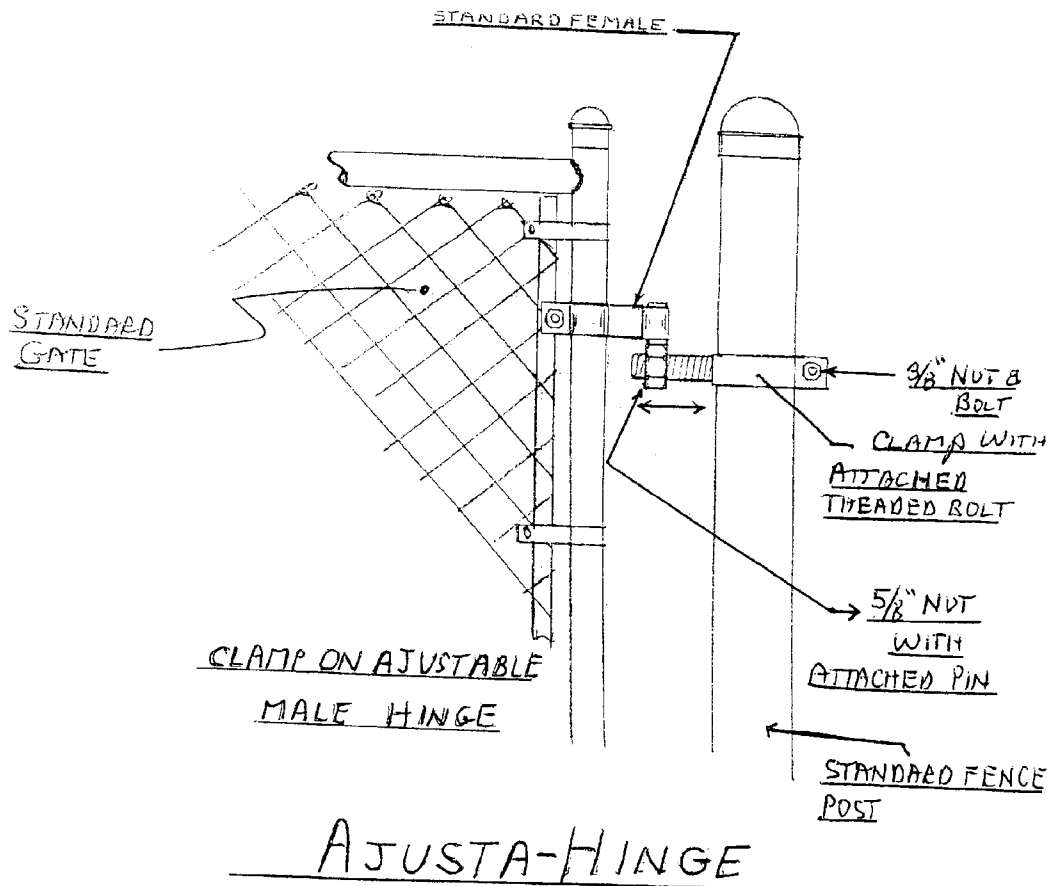 STANDARD FEMALE
STANDARD
GATE
3/8" NUT &
BOLT
CLAMP WITH
ATTACHED
THEADED BOLT
5/8" NUT
WITH
ATTACHED PIN
CLAMP ON AJUSTABLE
MALE HINGE
STANDARD FENCE
POST
AJUSTA-HINGE